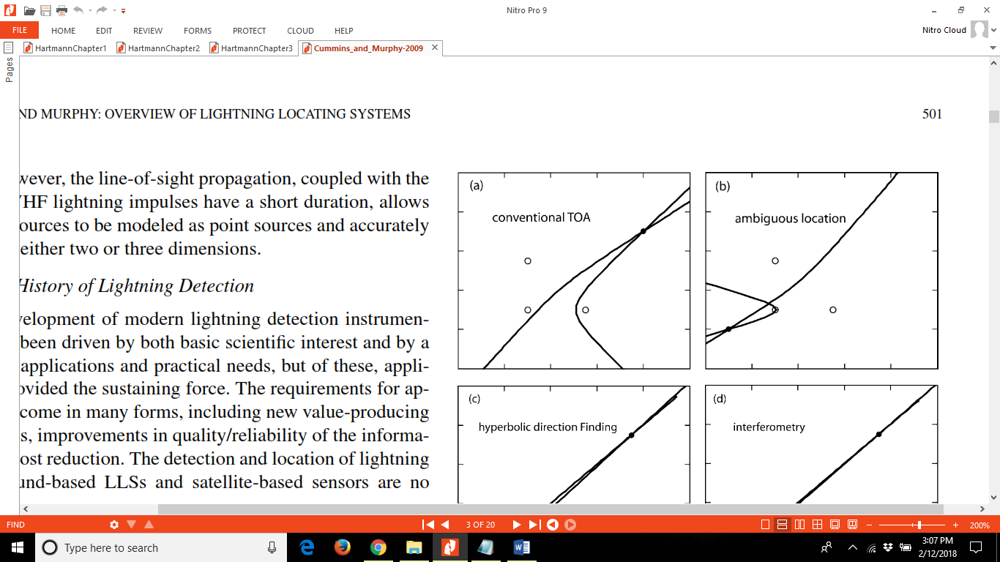 Nitro Pro 9
FILE HOME EDIT REVIEW FORMS PROTECT CLOUD HELP
Nitro Cloud
HartmannChapter1 HartmannChapter2 HartmannChapter3 Cummins_and_Murphy-2009
Pages
ND MURPHY: OVERVIEW OF LIGHTNING LOCATING SYSTEMS
501
wever, the line-of-sight propagation, coupled with the
VHF lightning impulses have a short duration, allows
ources to be modeled as point sources and accurately
either two or three dimensions.
History of Lightning Detection
velopment of modern lightning detection instrumen-
been driven by both basic scientific interest and by a
applications and practical needs, but of these, appli-
ovided the sustaining force. The requirements for ap-
come in many forms, including new value-producing
s, improvements in quality/reliability of the informa-
ost reduction. The detection and location of lightning
und-based LLSs and satellite-based sensors are no
(a)
conventional TOA
(b)
ambiguous location
(c)
hyperbolic direction Finding
(d)
interferometry
FIND
3 OF 20
200%
Type here to search
3:07 PM
2/12/2018